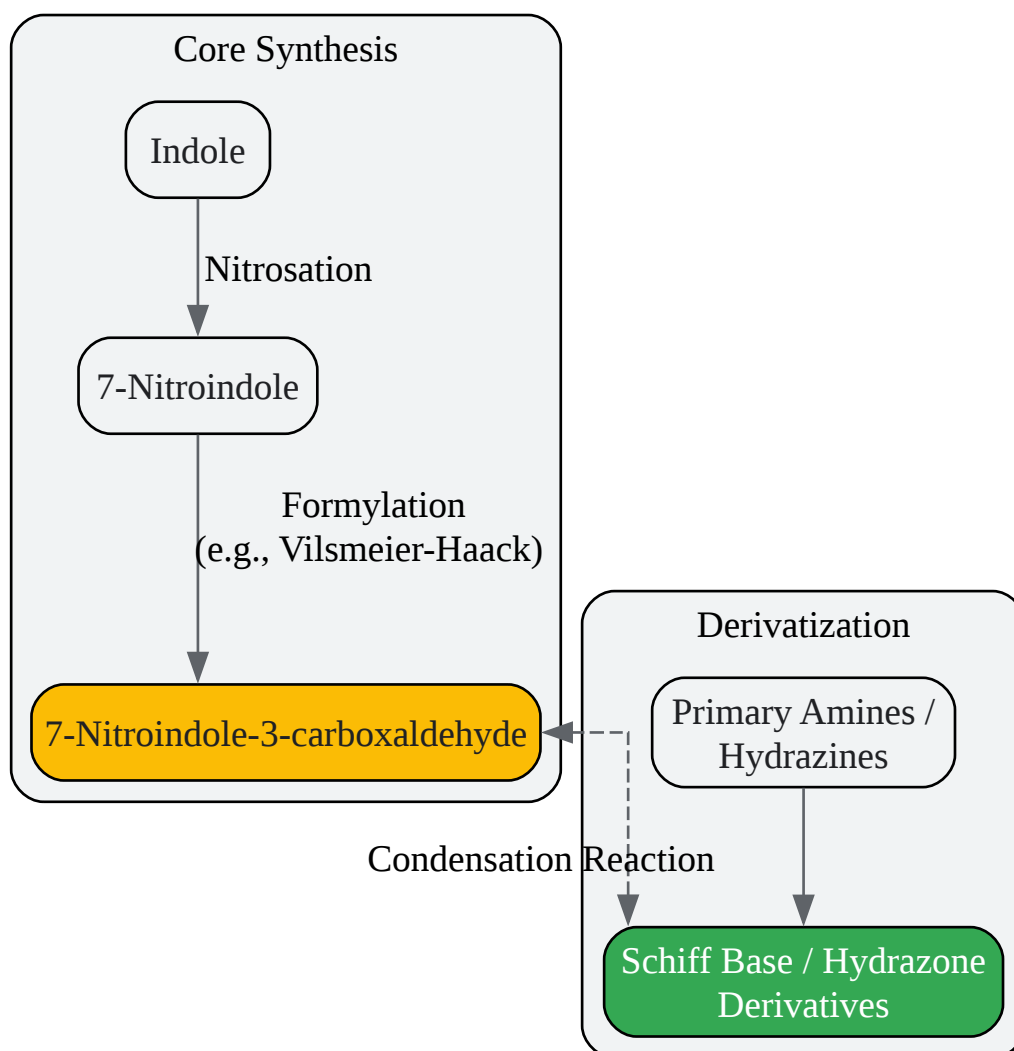 Core Synthesis
Indole
Nitrosation
7-Nitroindole
Formylation
(e.g., Vilsmeier-Haack)
7-Nitroindole-3-carboxaldehyde
Derivatization
Primary Amines /
Hydrazines
Condensation Reaction
Schiff Base / Hydrazone
Derivatives